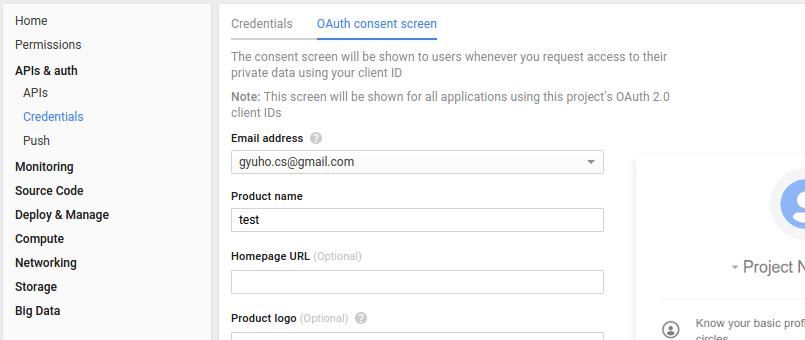 Home
Permissions
APIs & auth
APIs
Credentials
Push
Monitoring
Source Code
Deploy & Manage
Compute
Networking
Storage
Big Data
Credentials OAuth consent screen
The consent screen will be shown to users whenever you request access to their
private data using your client ID
Note: This screen will be shown for all applications using this project's OAuth 2.0
client IDs
Email address ?
gyuho.cs@gmail.com
Product name
test
Homepage URL (Optional)
Product logo (Optional) ?
Project N
Know your basic profi
circles